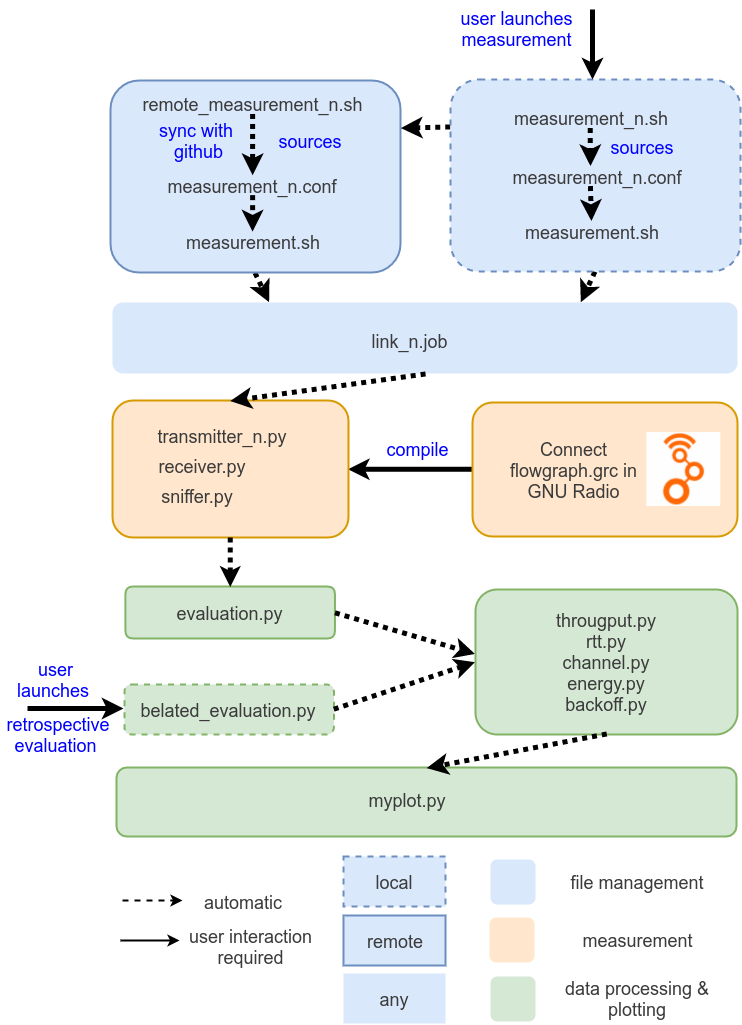 user launches
measurement
remote_measurement_n.sh
sync with
github
sources
measurement_n.conf
measurement.sh
measurement_n.sh
sources
measurement_n.conf
measurement.sh
link_n.job
transmitter_n.py
receiver.py
sniffer.py
compile
Connect
flowgraph.grc in
GNU Radio
evaluation.py
througput.py
rtt.py
channel.py
energy.py
backoff.py
user
launches
retrospective
evaluation
belated_evaluation.py
myplot.py
automatic
user interaction
required
local
remote
any
file management
measurement
data processing &
plotting